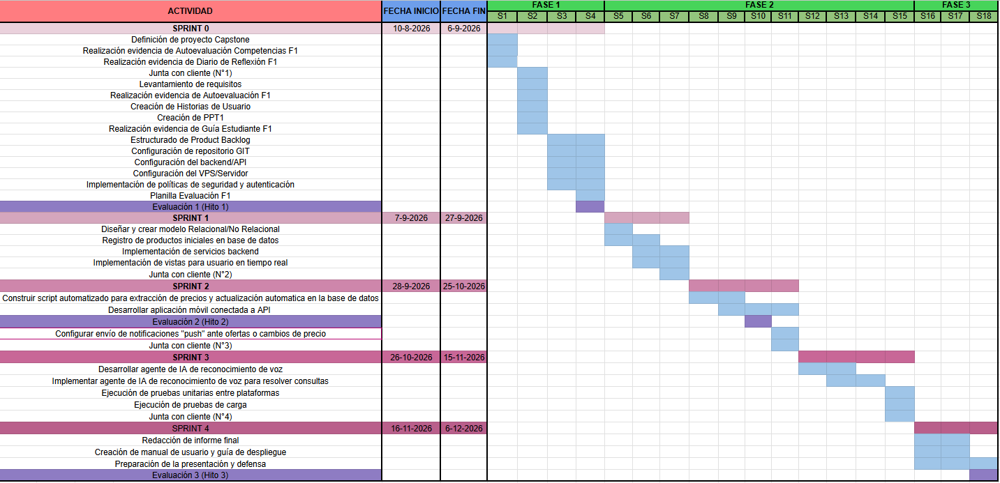 ACTIVIDAD FECHA INICIO FECHA FIN FASE 1 FASE 2 FASE 3
S1 S2 S3 S4 S5 S6 S7 S8 S9 S10 S11 S12 S13 S14 S15 S16 S17 S18
SPRINT 0 10-8-2026 6-9-2026
Definición de proyecto Capstone
Realización evidencia de Autoevaluación Competencias F1
Realización evidencia de Diario de Reflexión F1
Junta con cliente (N°1)
Levantamiento de requisitos
Realización evidencia de Autoevaluación F1
Creación de Historias de Usuario
Creación de PPT1
Realización evidencia de Guía Estudiante F1
Estructurado de Product Backlog
Configuración de repositorio GIT
Configuración del backend/API
Configuración del VPS/Servidor
Implementación de políticas de seguridad y autenticación
Planilla Evaluación F1
Evaluación 1 (Hito 1)
SPRINT 1 7-9-2026 27-9-2026
Diseñar y crear modelo Relacional/No Relacional
Registro de productos iniciales en base de datos
Implementación de servicios backend
Implementación de vistas para usuario en tiempo real
Junta con cliente (N°2)
SPRINT 2 28-9-2026 25-10-2026
Construir script automatizado para extracción de precios y actualización automatica en la base de datos
Desarrollar aplicación móvil conectada a API
Evaluación 2 (Hito 2)
Configurar envío de notificaciones "push" ante ofertas o cambios de precio
Junta con cliente (N°3)
SPRINT 3 26-10-2026 15-11-2026
Desarrollar agente de IA de reconocimiento de voz
Implementar agente de IA de reconocimiento de voz para resolver consultas
Ejecución de pruebas unitarias entre plataformas
Ejecución de pruebas de carga
Junta con cliente (N°4)
SPRINT 4 16-11-2026 6-12-2026
Redacción de informe final
Creación de manual de usuario y guía de despliegue
Preparación de la presentación y defensa
Evaluación 3 (Hito 3)